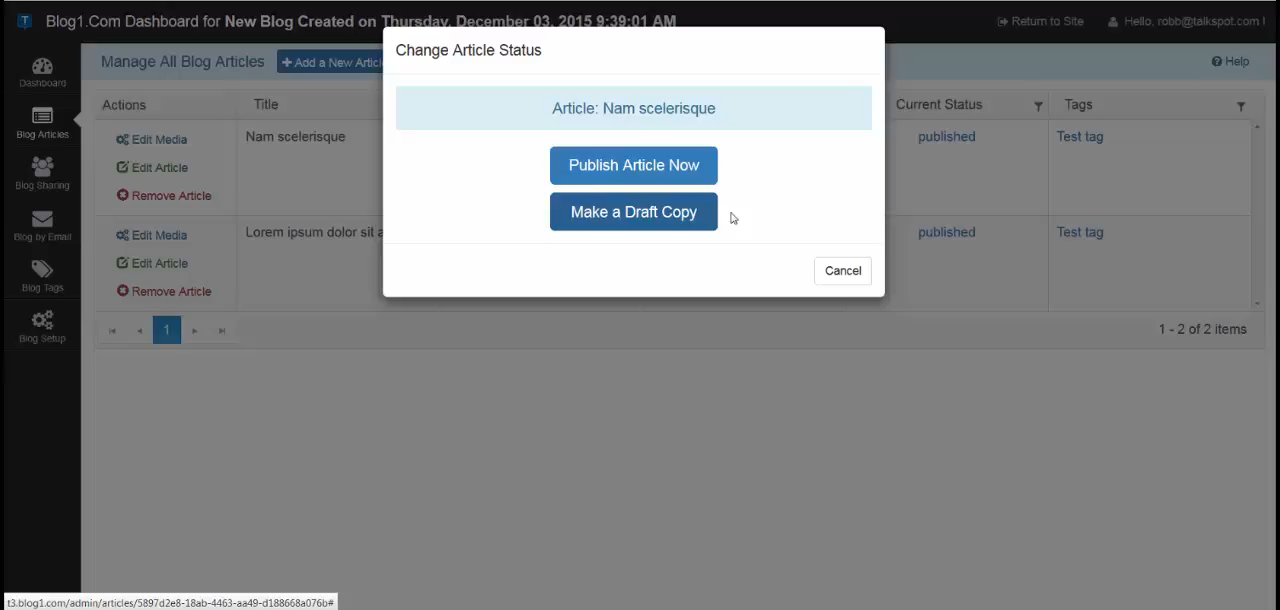 Blog1.Com Dashboard for New Blog Created on Thursday, December 03, 2015 9:39:01 AM
Return to Site
Hello, robb@talkspot.com !
Change Article Status
Article: Nam scelerisque
Publish Article Now
Make a Draft Copy
Cancel
Dashboard
Blog Articles
Blog Sharing
Blog by Email
Blog Tags
Blog Setup
Manage All Blog Articles
Add a New Articl
Help
Actions
Title
Current Status
Tags
Edit Media
Edit Article
Remove Article
Nam scelerisque
published
Test tag
Edit Media
Edit Article
Remove Article
Lorem ipsum dolor sit a
published
Test tag
1
1 - 2 of 2 items
t3.blog1.com/admin/articles/5897d2e8-18ab-4463-aa49-d188668a076b#